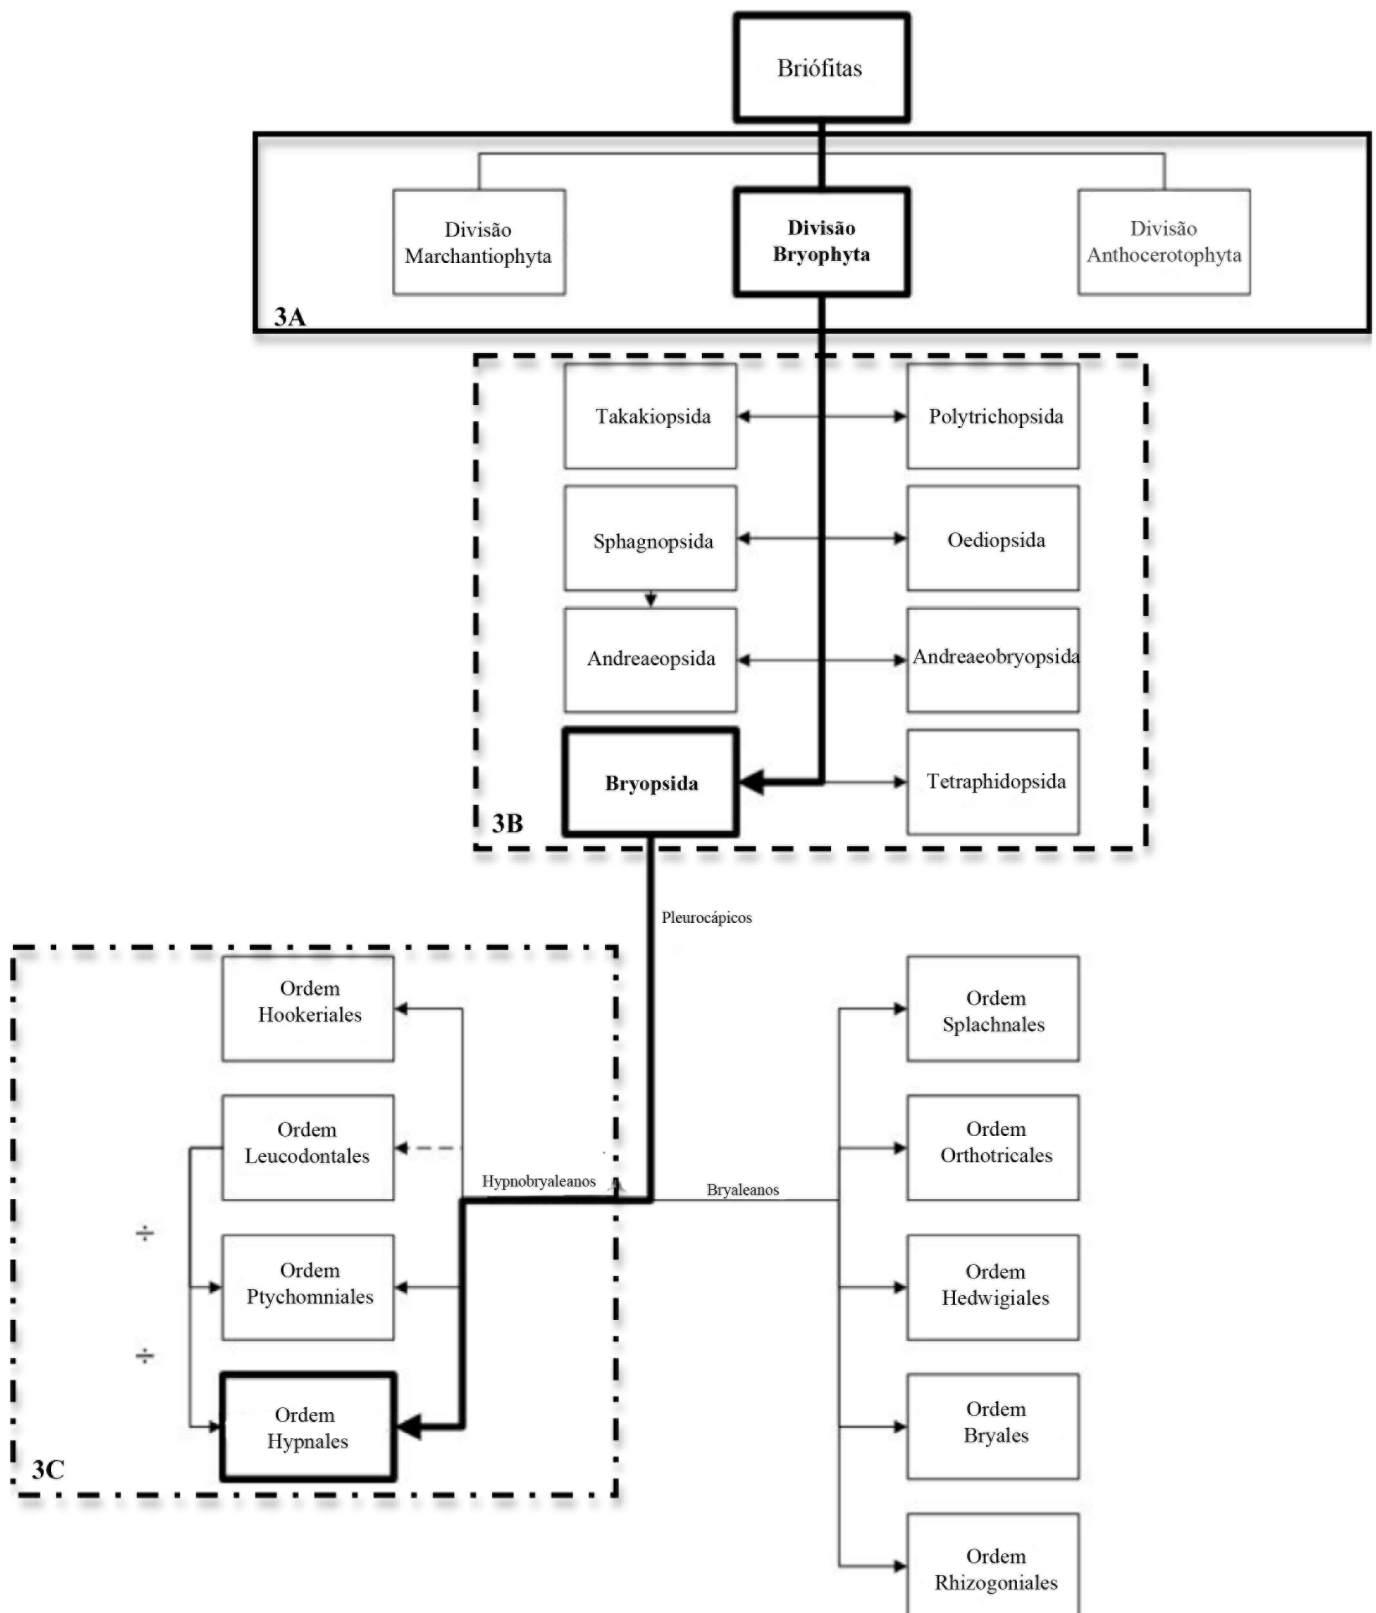 Briófitas
Divisão
Marchantiophyta
Divisão
Bryophyta
Divisão
Anthocerotophyta
3A
Takakiopsida
Polytrichopsida
Sphagnopsida
Oediopsida
Andreaeopsida
Andreaeobryopsida
Bryopsida
Tetraphidopsida
3B
Pleurocápicos
Ordem
Hookeriales
Ordem
Splachnales
Ordem
Leucodontales
Ordem
Orthotricales
Hypnobryaleanos
Bryaleanos
÷
Ordem
Ptychomniales
Ordem
Hedwigiales
÷
Ordem
Hypnales
Ordem
Bryales
3C
Ordem
Rhizogoniales